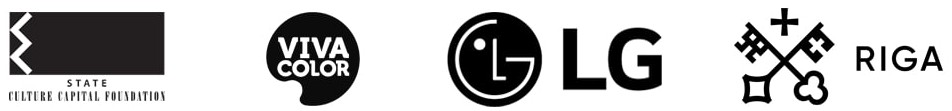 STATE
CULTURE CAPITAL FOUNDATION
VIVA
COLOR
LG
RIGA